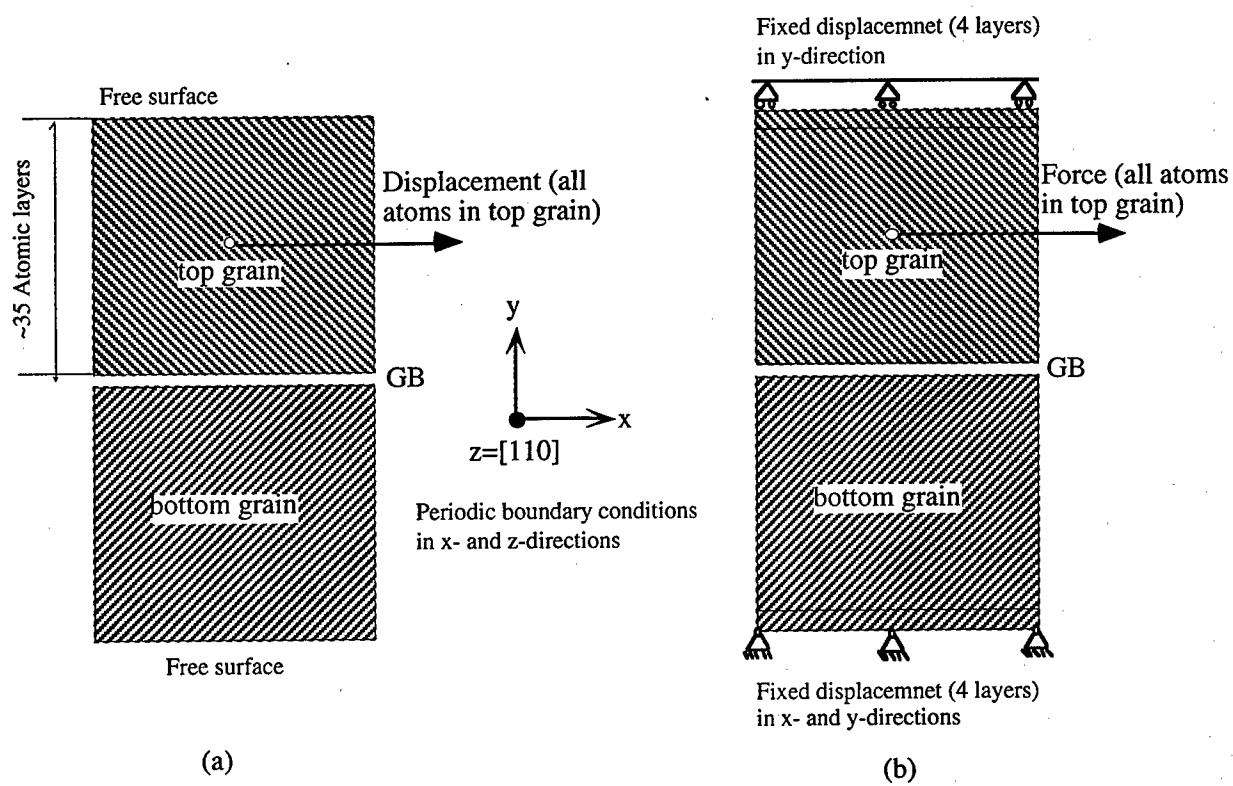 Free surface
~35 Atomic layers
Displacement (all
atoms in top grain)
top grain
GB
y
x
z=[110]
bottom grain
Periodic boundary conditions
in x- and z-directions
Free surface
(a)
Fixed displacemnet (4 layers)
in y-direction
Force (all atoms
in top grain)
top grain
GB
bottom grain
Fixed displacemnet (4 layers)
in x- and y-directions
(b)